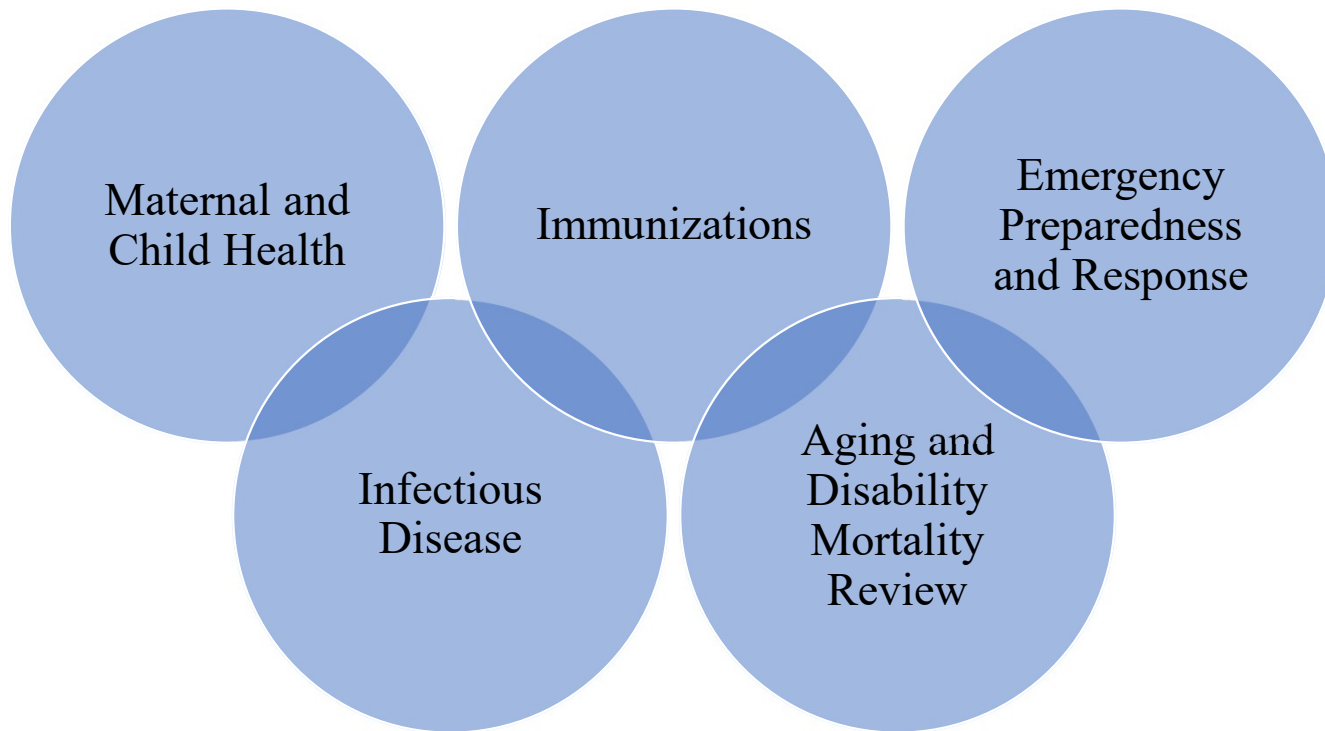 Maternal and
Child Health
Immunizations
Emergency
Preparedness
and Response
Infectious
Disease
Aging and
Disability
Mortality
Review